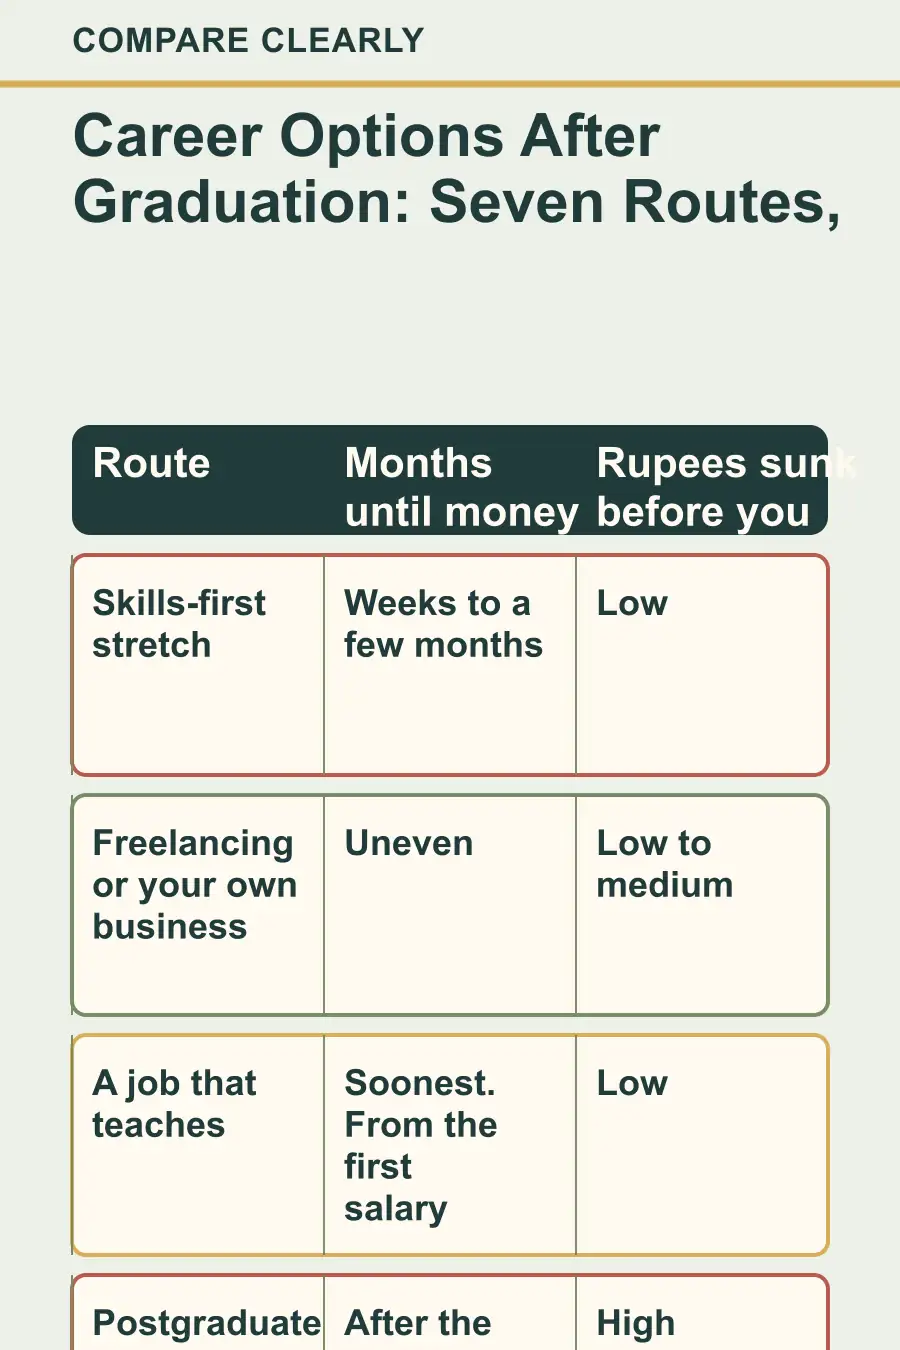 COMPARE CLEARLY
Career Options After
Graduation: Seven Routes,
Route
Months
until money
Rupees sunk
before you
Skills-first
stretch
Weeks to a
few months
Low
Freelancing
or your own
business
Uneven
Low to
medium
A job that
teaches
Soonest.
From the
first
salary
Low
Postgraduate
After the
High